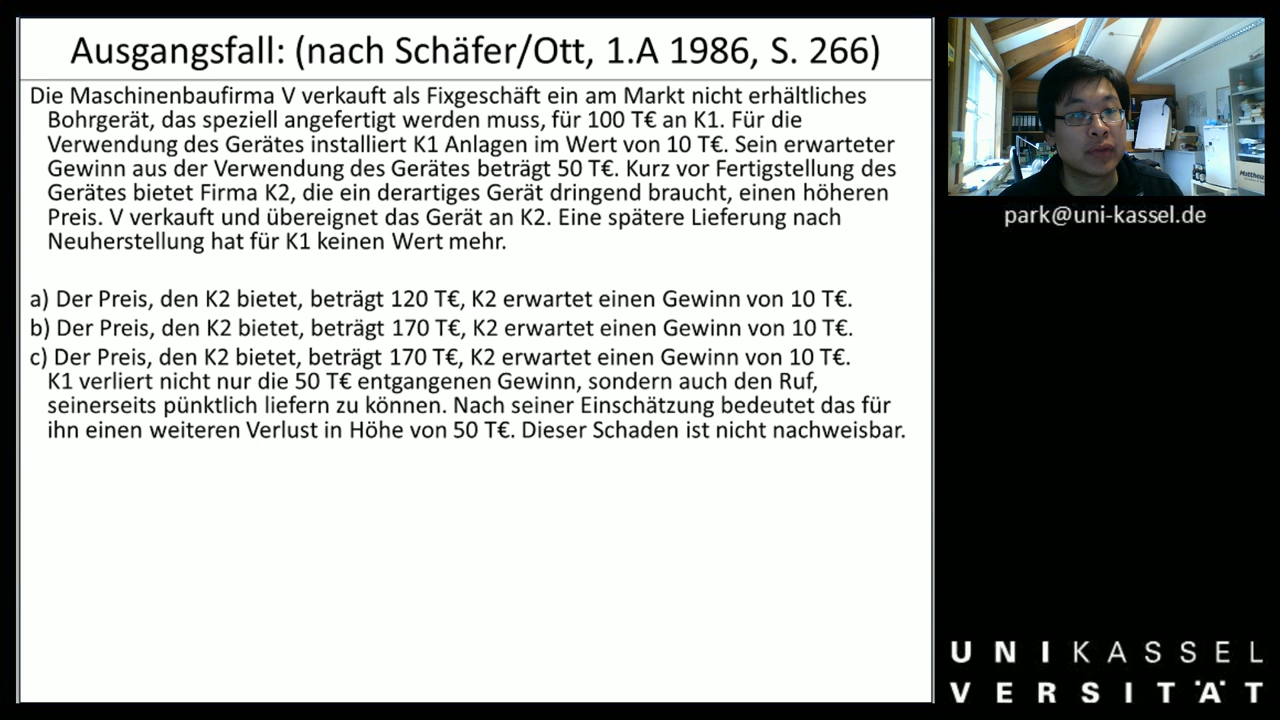 Ausgangsfall: (nach Schäfer/Ott, 1.A 1986, S. 266)
Die Maschinenbaufirma V verkauft als Fixgeschäft ein am Markt nicht erhältliches
Bohrgerät, das speziell angefertigt werden muss, für 100 T€ an K1. Für die
Verwendung des Gerätes installiert K1 Anlagen im Wert von 10 T€. Sein erwarteter
Gewinn aus der Verwendung des Gerätes beträgt 50 T€. Kurz vor Fertigstellung des
Gerätes bietet Firma K2, die ein derartiges Gerät dringend braucht, einen höheren
Preis. V verkauft und übereignet das Gerät an K2. Eine spätere Lieferung nach
Neuherstellung hat für K1 keinen Wert mehr.
a) Der Preis, den K2 bietet, beträgt 120 T€, K2 erwartet einen Gewinn von 10 T€.
b) Der Preis, den K2 bietet, beträgt 170 T€, K2 erwartet einen Gewinn von 10 T€.
c) Der Preis, den K2 bietet, beträgt 170 T€, K2 erwartet einen Gewinn von 10 T€.
K1 verliert nicht nur die 50 T€ entgangenen Gewinn, sondern auch den Ruf,
seinerseits pünktlich liefern zu können. Nach seiner Einschätzung bedeutet das für
ihn einen weiteren Verlust in Höhe von 50 T€. Dieser Schaden ist nicht nachweisbar.
park@uni-kassel.de
UNIKASSEL
VERSITÄT